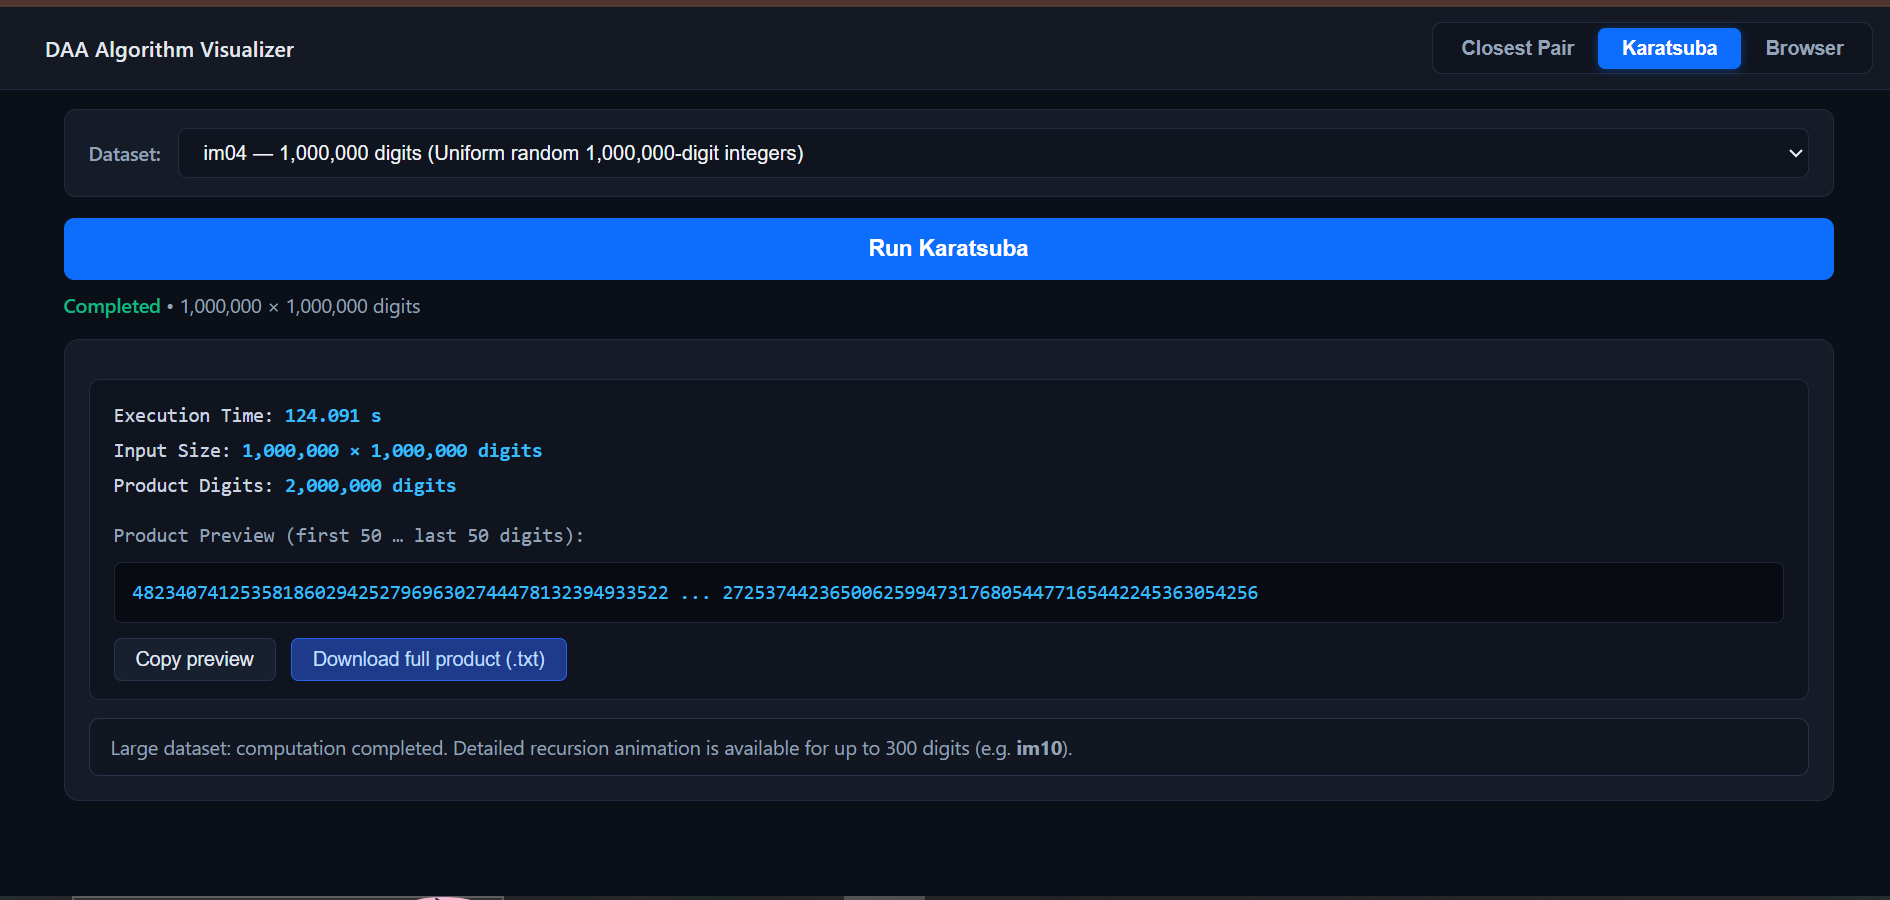 DAA Algorithm Visualizer
Closest Pair
Karatsuba
Browser
Dataset: im04 — 1,000,000 digits (Uniform random 1,000,000-digit integers)
Run Karatsuba
Completed • 1,000,000 × 1,000,000 digits
Execution Time: 124.091 s
Input Size: 1,000,000 × 1,000,000 digits
Product Digits: 2,000,000 digits
Product Preview (first 50 … last 50 digits):
48234074125358186029425279696302744478132394933522 ... 27253744236500625994731768054477165442245363054256
Copy preview
Download full product (.txt)
Large dataset: computation completed. Detailed recursion animation is available for up to 300 digits (e.g. im10).